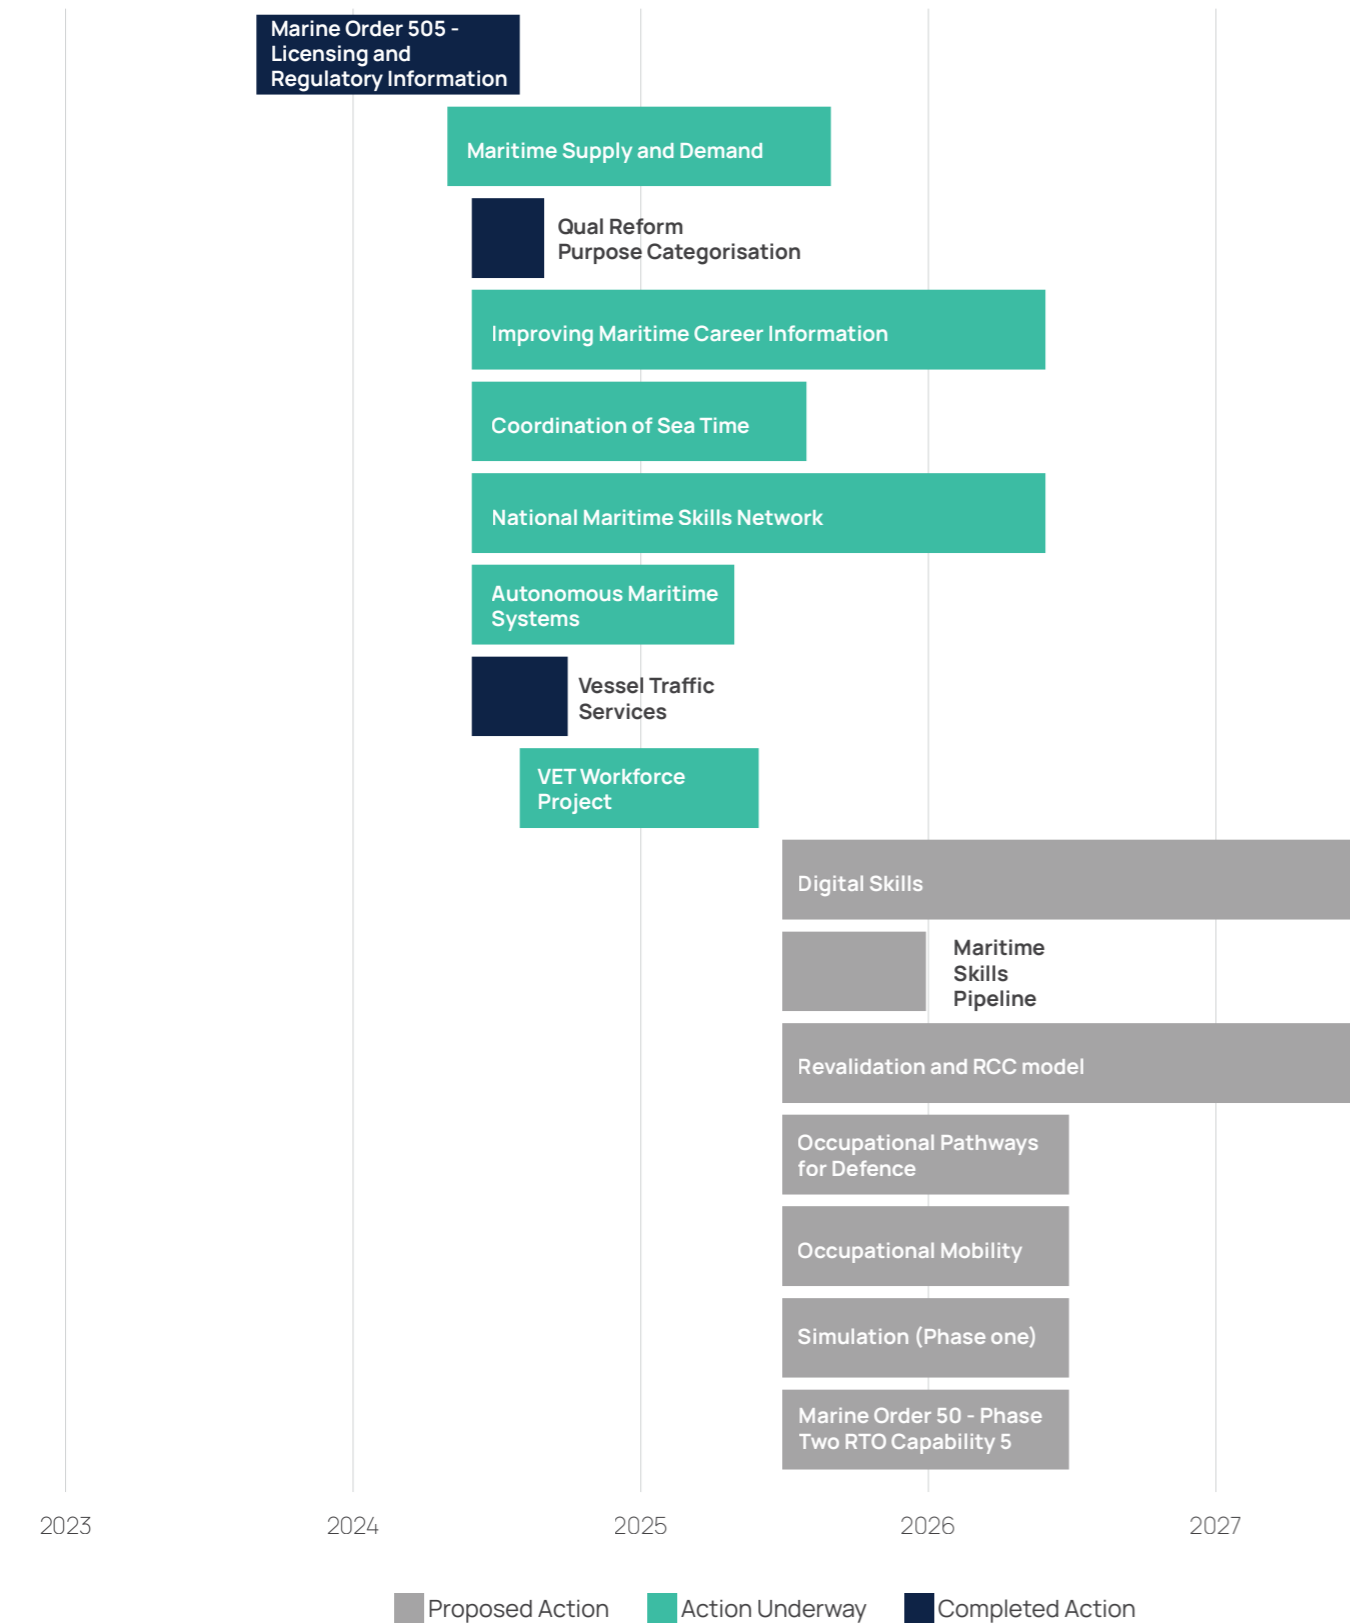 Marine Order 505 -
Licensing and
Regulatory Information
Maritime Supply and Demand
Qual Reform
Purpose Categorisation
Improving Maritime Career Information
Coordination of Sea Time
National Maritime Skills Network
Autonomous Maritime
Systems
Vessel Traffic
Services
VET Workforce
Project
Digital Skills
Maritime
Skills
Pipeline
Revalidation and RCC model
Occupational Pathways
for Defence
Occupational Mobility
Simulation (Phase one)
Marine Order 50 - Phase
Two RTO Capability 5
2023 2024 2025 2026 2027
Proposed Action Action Underway Completed Action